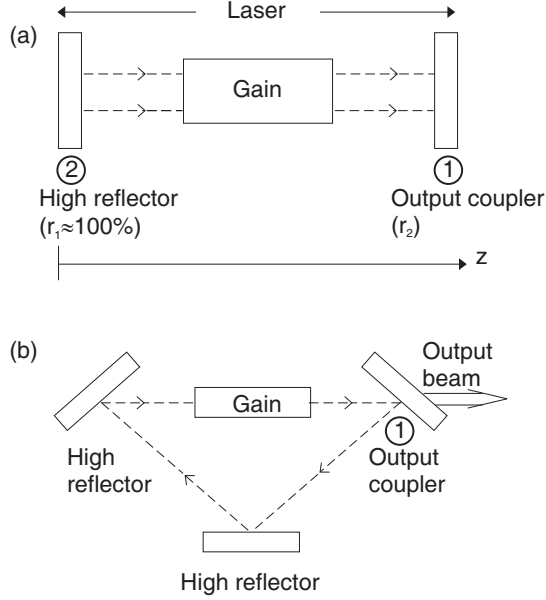 Laser
(a)
Gain
② ①
High reflector Output coupler
(r₁≈100%) (r₂)
z
(b)
Output
beam
Gain
①
High Output
reflector coupler
High reflector